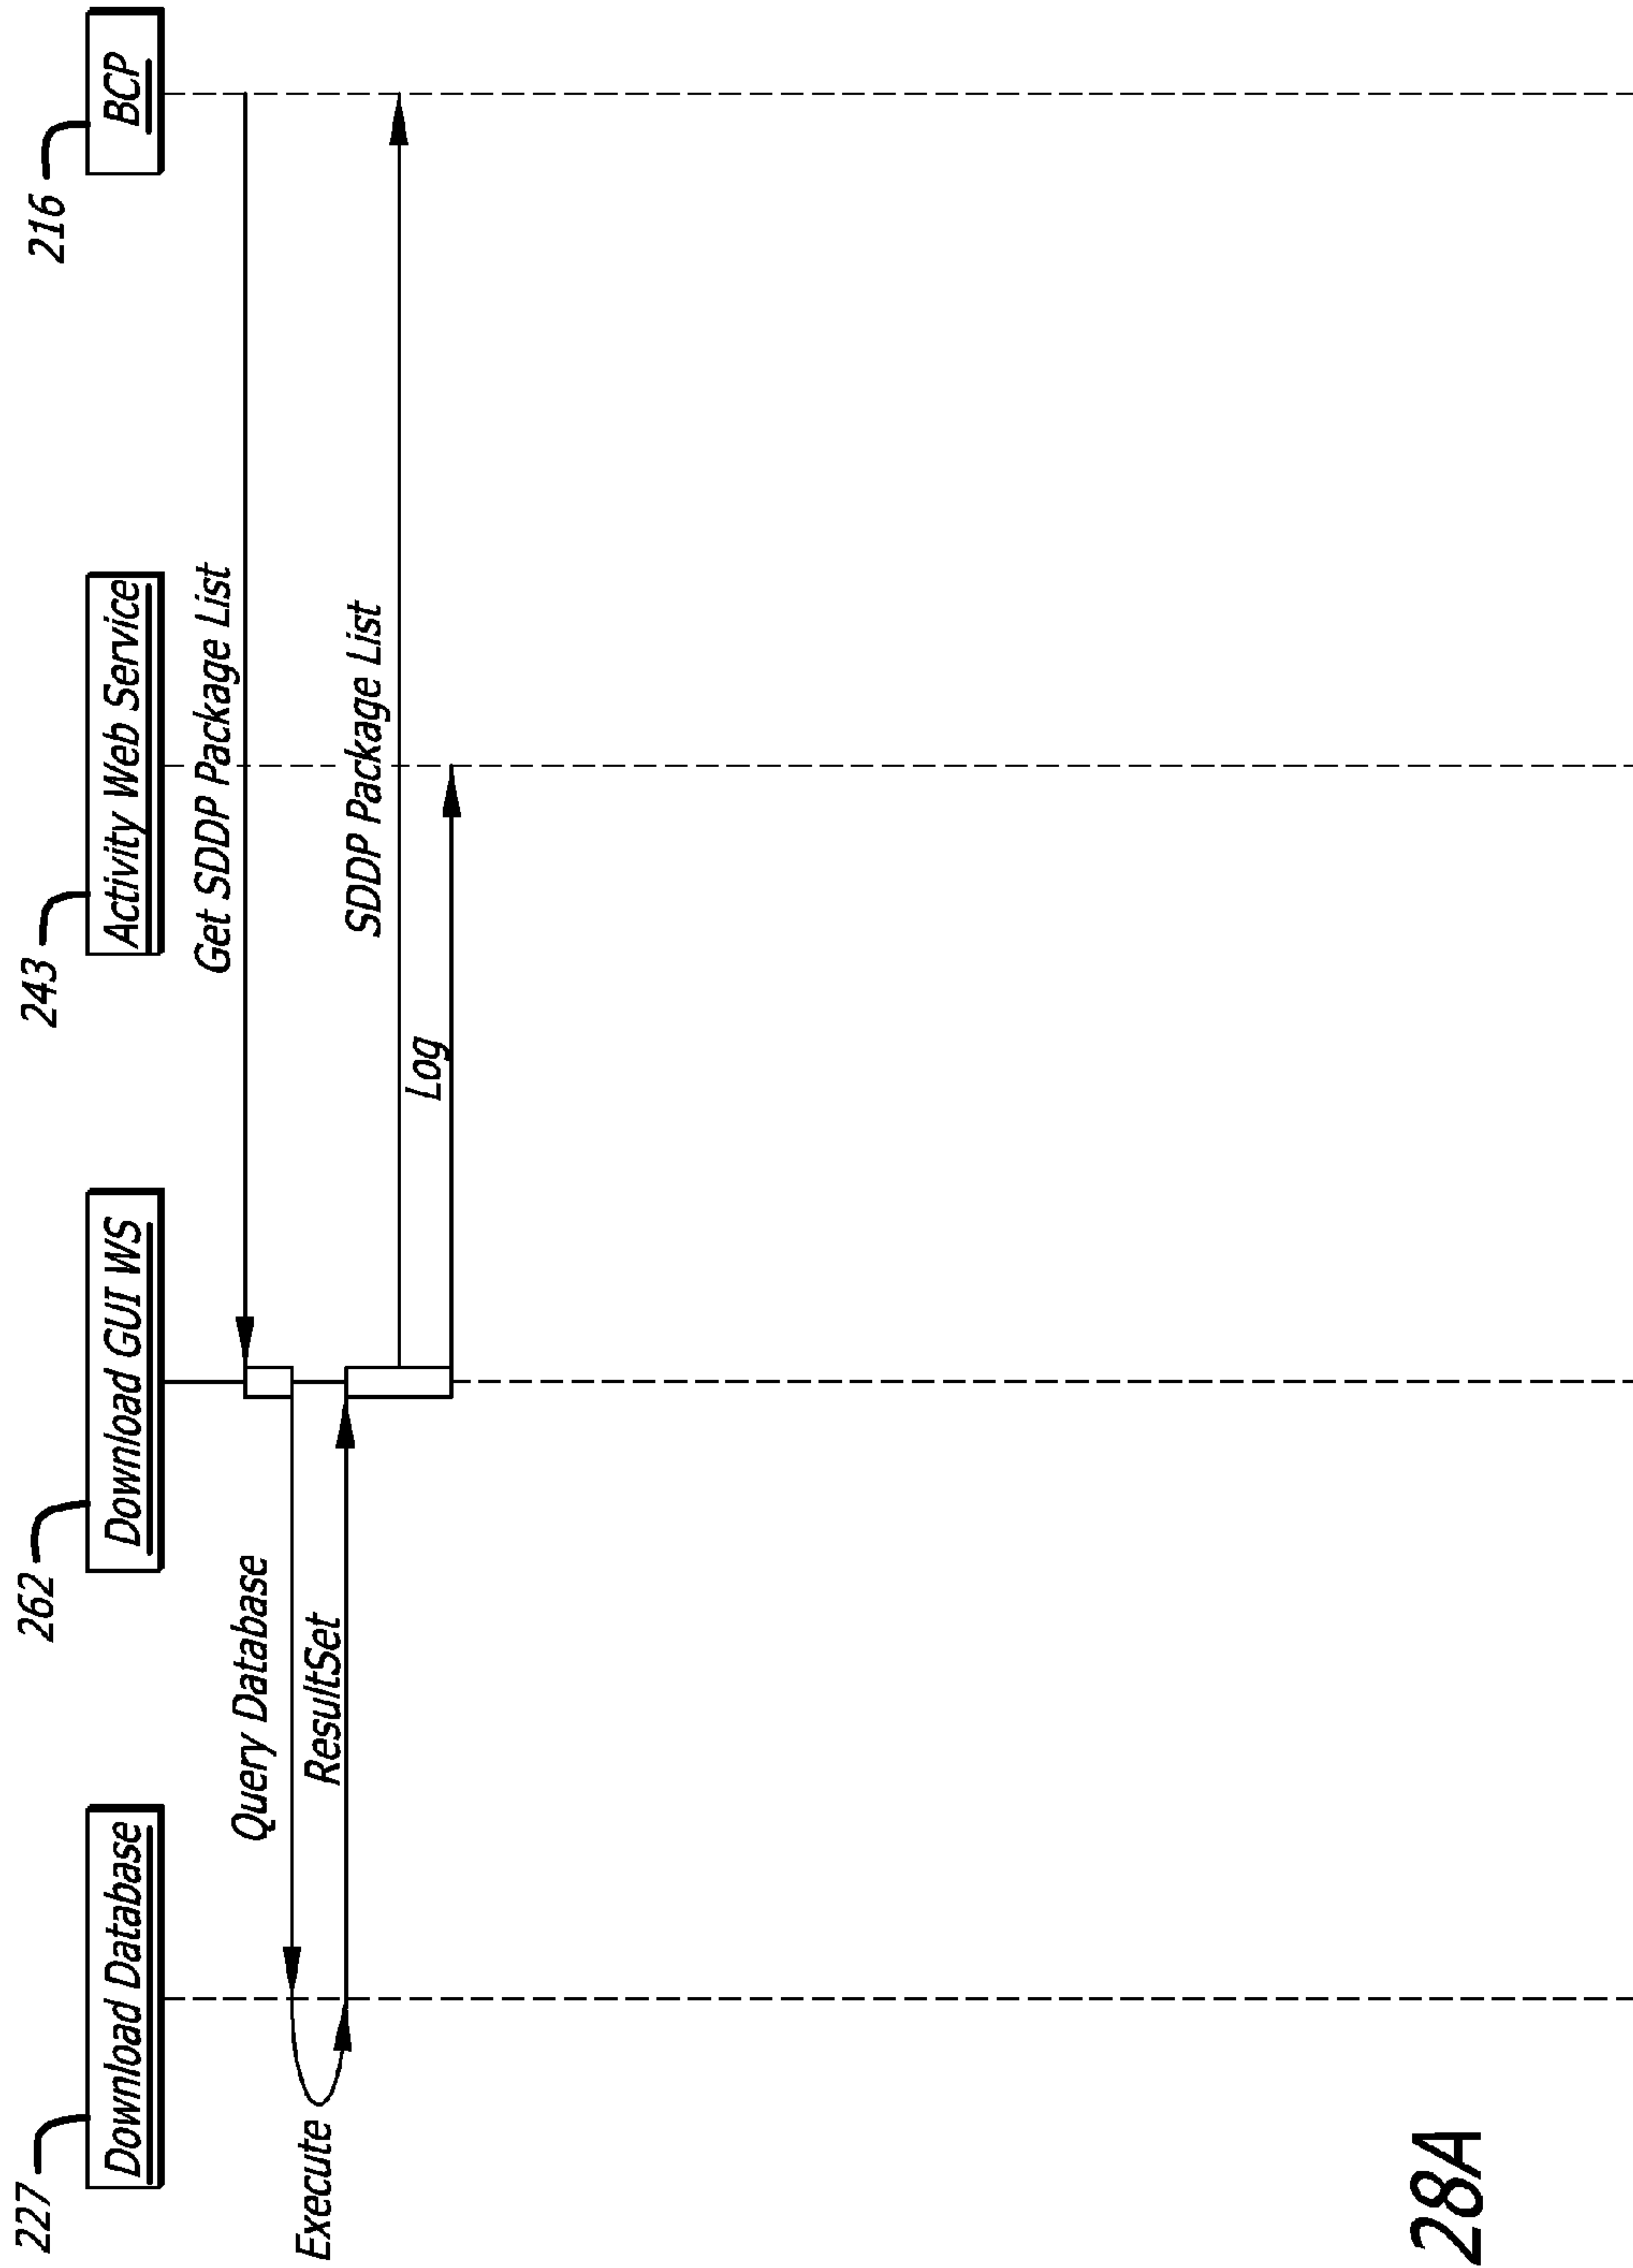 227
262
243
216
Download Database
Download GUI WS
Activity Web Service
BCP
Get SDDP Package List
Query Database
Execute
ResultSet
SDDP Package List
Log
28A